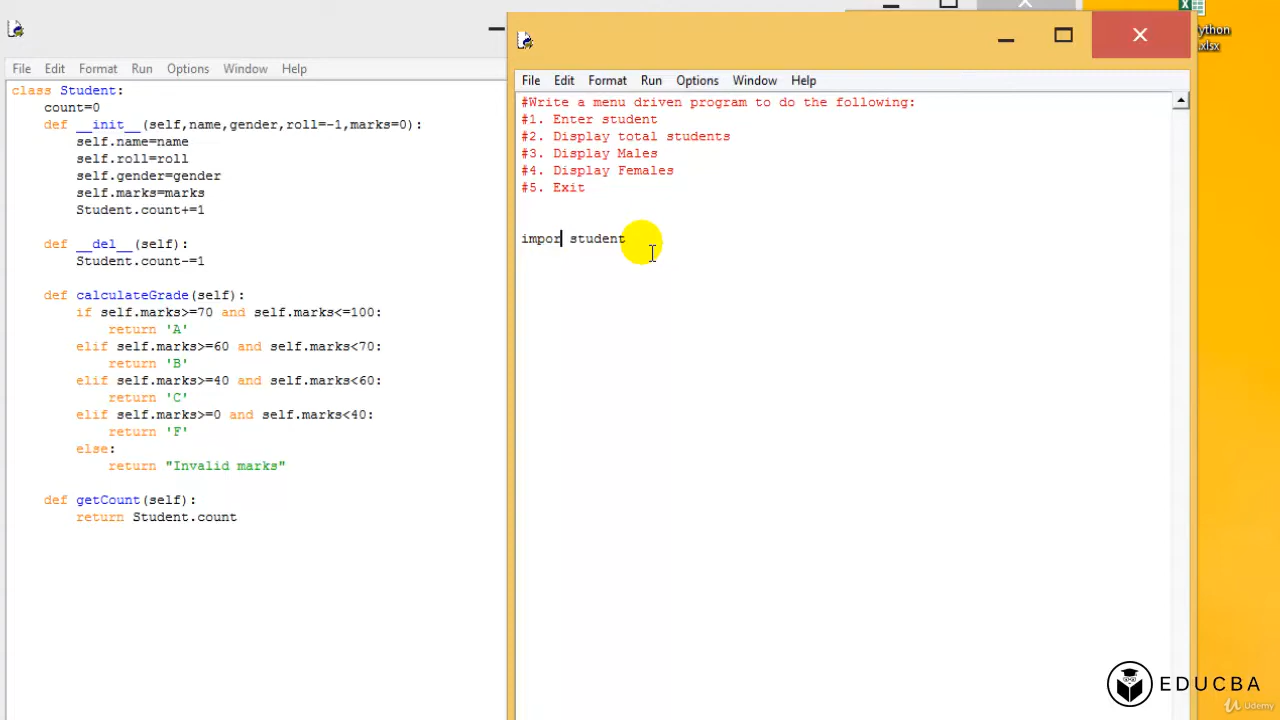 ython
.xlsx
File Edit Format Run Options Window Help
class Student:
    count=0
    def __init__(self,name,gender,roll=-1,marks=0):
        self.name=name
        self.roll=roll
        self.gender=gender
        self.marks=marks
        Student.count+=1
    def __del__(self):
        Student.count-=1
    def calculateGrade(self):
        if self.marks>=70 and self.marks<=100:
            return 'A'
        elif self.marks>=60 and self.marks<70:
            return 'B'
        elif self.marks>=40 and self.marks<60:
            return 'C'
        elif self.marks>=0 and self.marks<40:
            return 'F'
        else:
            return "Invalid marks"
    def getCount(self):
        return Student.count
File Edit Format Run Options Window Help
#Write a menu driven program to do the following:
#1. Enter student
#2. Display total students
#3. Display Males
#4. Display Females
#5. Exit
impor student
EDUCBA
Udemy